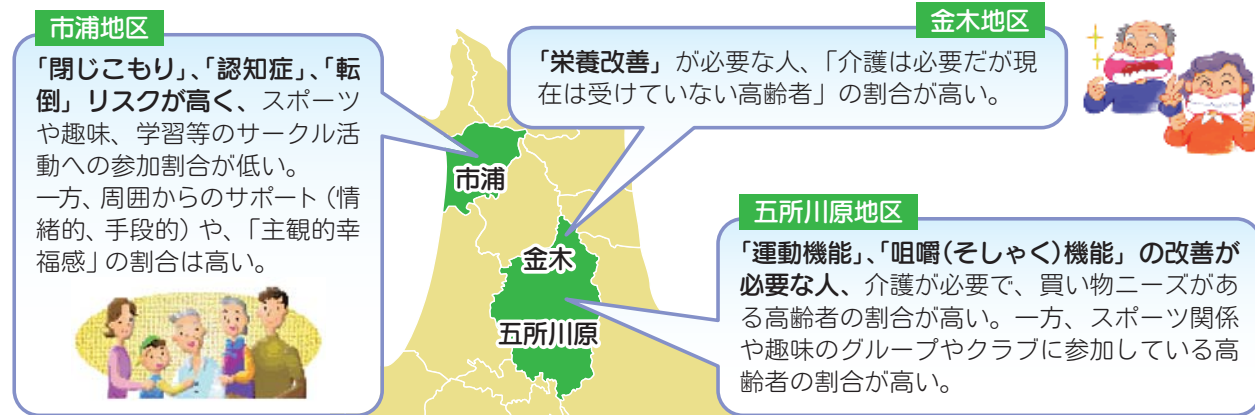 市浦地区
「閉じこもり」、「認知症」、「転
倒」リスクが高く、スポーツ
や趣味、学習等のサークル活
動への参加割合が低い。
一方、周囲からのサポート（情
緒的、手段的）や、「主観的幸
福感」の割合は高い。
金木地区
「栄養改善」が必要な人、「介護は必要だが現
在は受けていない高齢者」の割合が高い。
市浦
金木
五所川原
五所川原地区
「運動機能」、「咀嚼（そしゃく）機能」の改善が
必要な人、介護が必要で、買い物ニーズがあ
る高齢者の割合が高い。一方、スポーツ関係
や趣味のグループやクラブに参加している高
齢者の割合が高い。